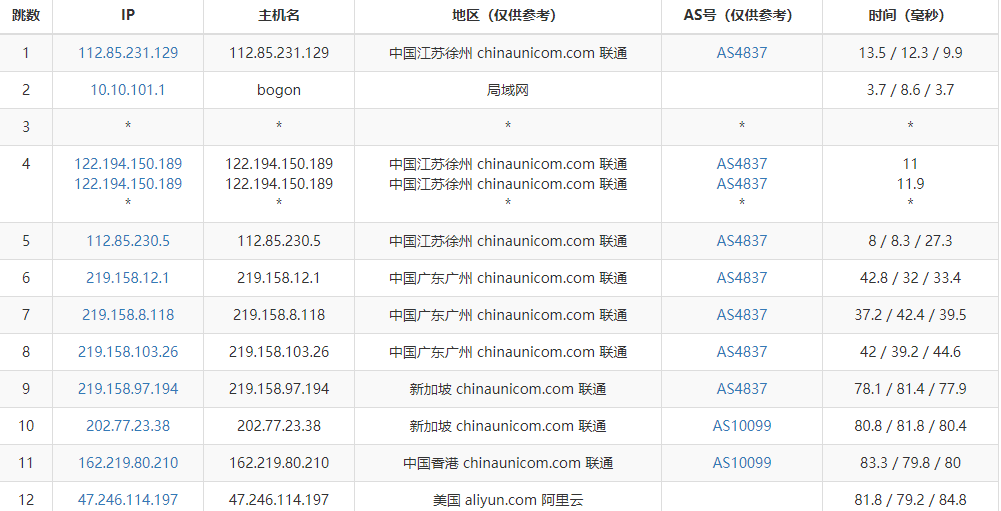 跳数 IP 主机名 地区（仅供参考） AS号（仅供参考） 时间（毫秒）
1 112.85.231.129 112.85.231.129 中国江苏徐州 chinaunicom.com 联通 AS4837 13.5 / 12.3 / 9.9
2 10.10.101.1 bogon 局域网 3.7 / 8.6 / 3.7
3 * * * * *
4 122.194.150.189 122.194.150.189 中国江苏徐州 chinaunicom.com 联通 AS4837 11
122.194.150.189 122.194.150.189 中国江苏徐州 chinaunicom.com 联通 AS4837 11.9
* * * * *
5 112.85.230.5 112.85.230.5 中国江苏徐州 chinaunicom.com 联通 AS4837 8 / 8.3 / 27.3
6 219.158.12.1 219.158.12.1 中国广东广州 chinaunicom.com 联通 AS4837 42.8 / 32 / 33.4
7 219.158.8.118 219.158.8.118 中国广东广州 chinaunicom.com 联通 AS4837 37.2 / 42.4 / 39.5
8 219.158.103.26 219.158.103.26 中国广东广州 chinaunicom.com 联通 AS4837 42 / 39.2 / 44.6
9 219.158.97.194 219.158.97.194 新加坡 chinaunicom.com 联通 AS4837 78.1 / 81.4 / 77.9
10 202.77.23.38 202.77.23.38 新加坡 chinaunicom.com 联通 AS10099 80.8 / 81.8 / 80.4
11 162.219.80.210 162.219.80.210 中国香港 chinaunicom.com 联通 AS10099 83.3 / 79.8 / 80
12 47.246.114.197 47.246.114.197 美国 aliyun.com 阿里云 81.8 / 79.2 / 84.8